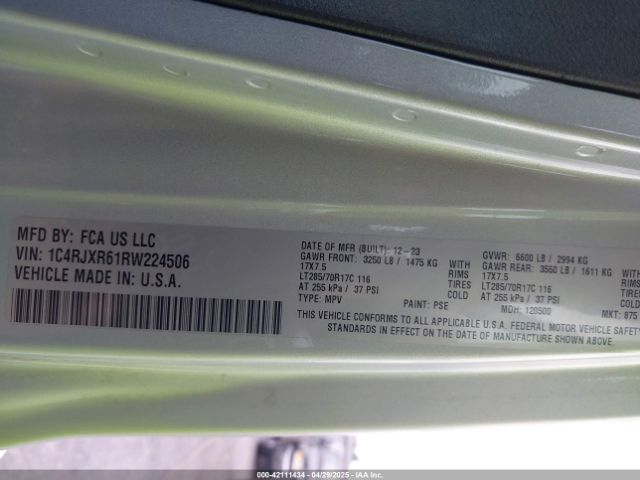 MFD BY: FCA US LLC
VIN: 1C4RJXR61RW224506
VEHICLE MADE IN: U.S.A.
DATE OF MFR (BUILT): 12-23
GAWR FRONT: 3250 LB / 1475 KG WITH
17X7.5 RIMS
LT285/70R17C 116 TIRES
AT 255 kPa / 37 PSI COLD
TYPE: MPV PAINT: PSE
GVWR: 6600 LB / 2994 KG
GAWR REAR: 3550 LB / 1611 KG WITH
17X7.5 RIMS
LT285/70R17C 116 TIRES
AT 255 kPa / 37 PSI COLD
MDH: 120500 MKT: 875
THIS VEHICLE CONFORMS TO ALL APPLICABLE U.S.A. FEDERAL MOTOR VEHICLE SAFETY
STANDARDS IN EFFECT ON THE DATE OF MANUFACTURE SHOWN ABOVE.
000-42111434 - 04/29/2025 - IAA Inc.